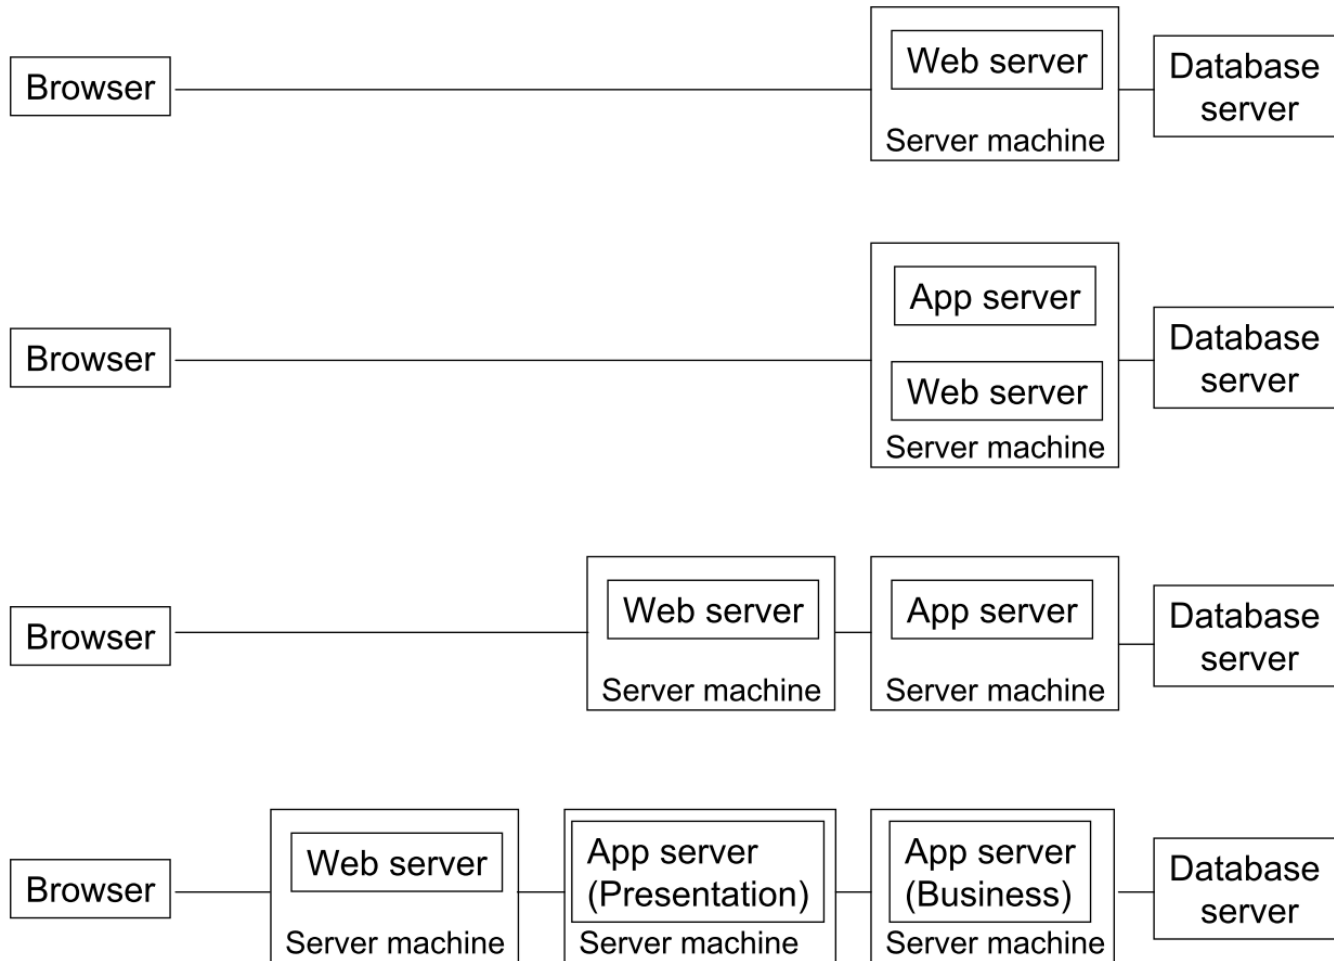 Browser
Web server
Server machine
Database
server
Browser
App server
Web server
Server machine
Database
server
Browser
Web server
Server machine
App server
Server machine
Database
server
Browser
Web server
Server machine
App server
(Presentation)
Server machine
App server
(Business)
Server machine
Database
server